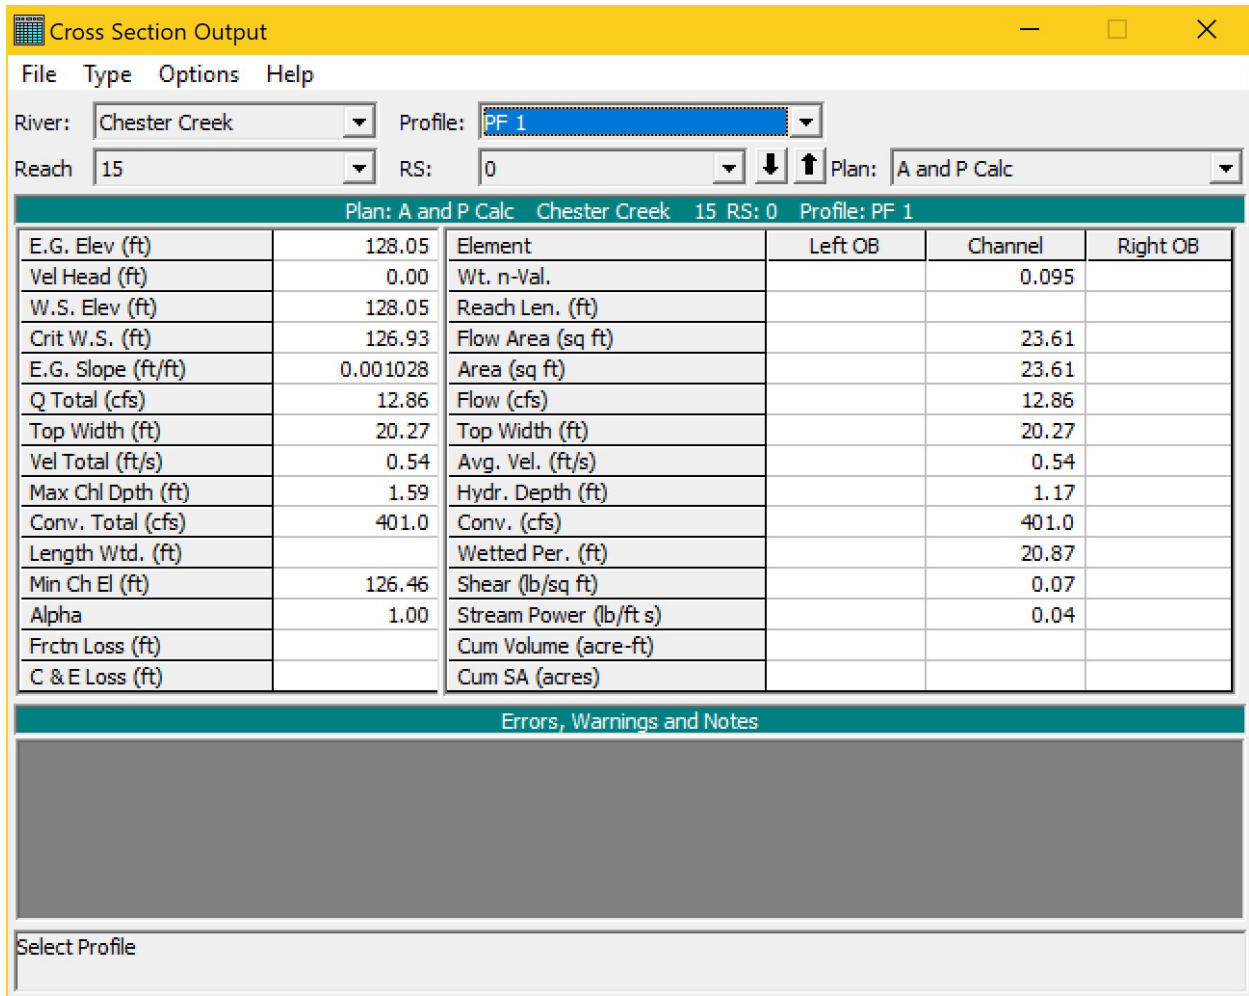 Cross Section Output
File Type Options Help
River: Chester Creek Profile: PF 1
Reach 15 RS: 0 Plan: A and P Calc
Plan: A and P Calc Chester Creek 15 RS: 0 Profile: PF 1
E.G. Elev (ft) 128.05 Element Left OB Channel Right OB
Vel Head (ft) 0.00 Wt. n-Val. 0.095
W.S. Elev (ft) 128.05 Reach Len. (ft)
Crit W.S. (ft) 126.93 Flow Area (sq ft) 23.61
E.G. Slope (ft/ft) 0.001028 Area (sq ft) 23.61
Q Total (cfs) 12.86 Flow (cfs) 12.86
Top Width (ft) 20.27 Top Width (ft) 20.27
Vel Total (ft/s) 0.54 Avg. Vel. (ft/s) 0.54
Max Chl Dpth (ft) 1.59 Hydr. Depth (ft) 1.17
Conv. Total (cfs) 401.0 Conv. (cfs) 401.0
Length Wtd. (ft) Wetted Per. (ft) 20.87
Min Ch El (ft) 126.46 Shear (lb/sq ft) 0.07
Alpha 1.00 Stream Power (lb/ft s) 0.04
Frctn Loss (ft) Cum Volume (acre-ft)
C & E Loss (ft) Cum SA (acres)
Errors, Warnings and Notes
Select Profile